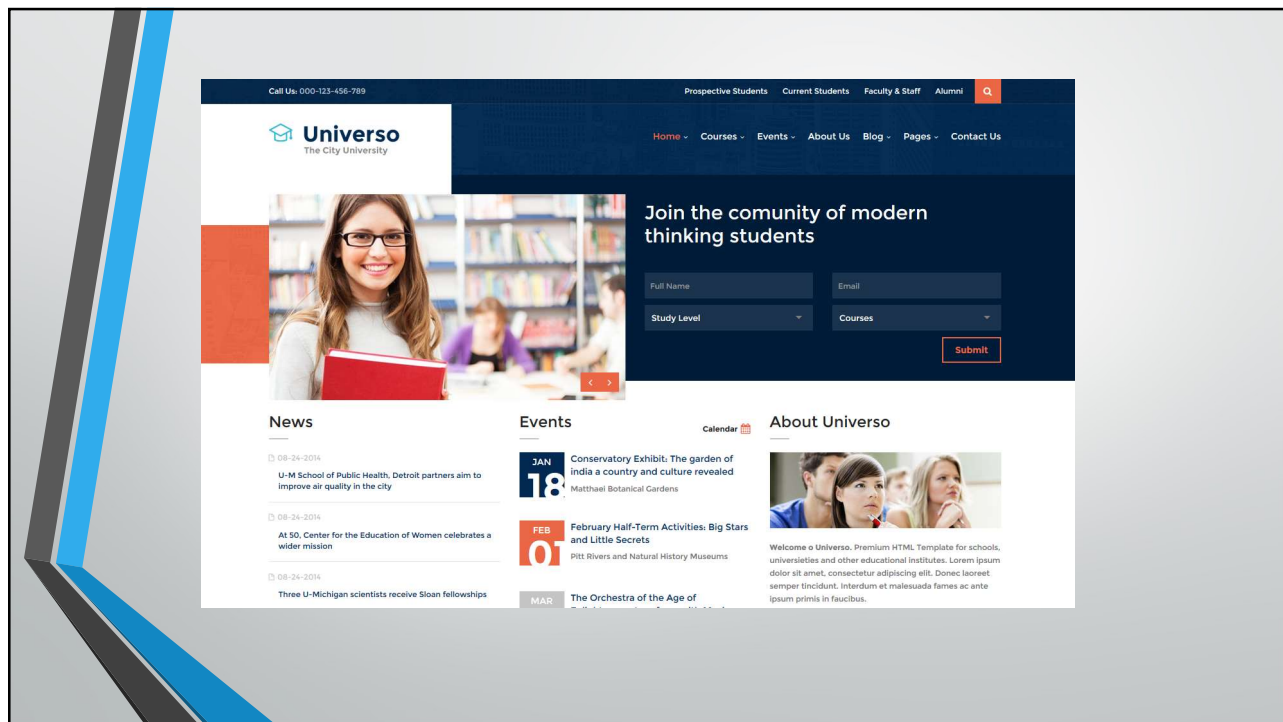 Call Us: 000-123-456-789
Prospective Students Current Students Faculty & Staff Alumni
Universo
The City University
Home Courses Events About Us Blog Pages Contact Us
Join the comunity of modern
thinking students
Full Name
Email
Study Level
Courses
Submit
News
08-24-2014
U-M School of Public Health, Detroit partners aim to
improve air quality in the city
08-24-2014
At 50, Center for the Education of Women celebrates a
wider mission
08-24-2014
Three U-Michigan scientists receive Sloan fellowships
Events
Calendar
JAN
18
Conservatory Exhibit: The garden of
india a country and culture revealed
Matthaei Botanical Gardens
FEB
01
February Half-Term Activities: Big Stars
and Little Secrets
Pitt Rivers and Natural History Museums
MAR
The Orchestra of the Age of
About Universo
Welcome o Universo. Premium HTML Template for schools,
universieties and other educational institutes. Lorem ipsum
dolor sit amet, consectetur adipiscing elit. Donec laoreet
semper tincidunt. Interdum et malesuada fames ac ante
ipsum primis in faucibus.